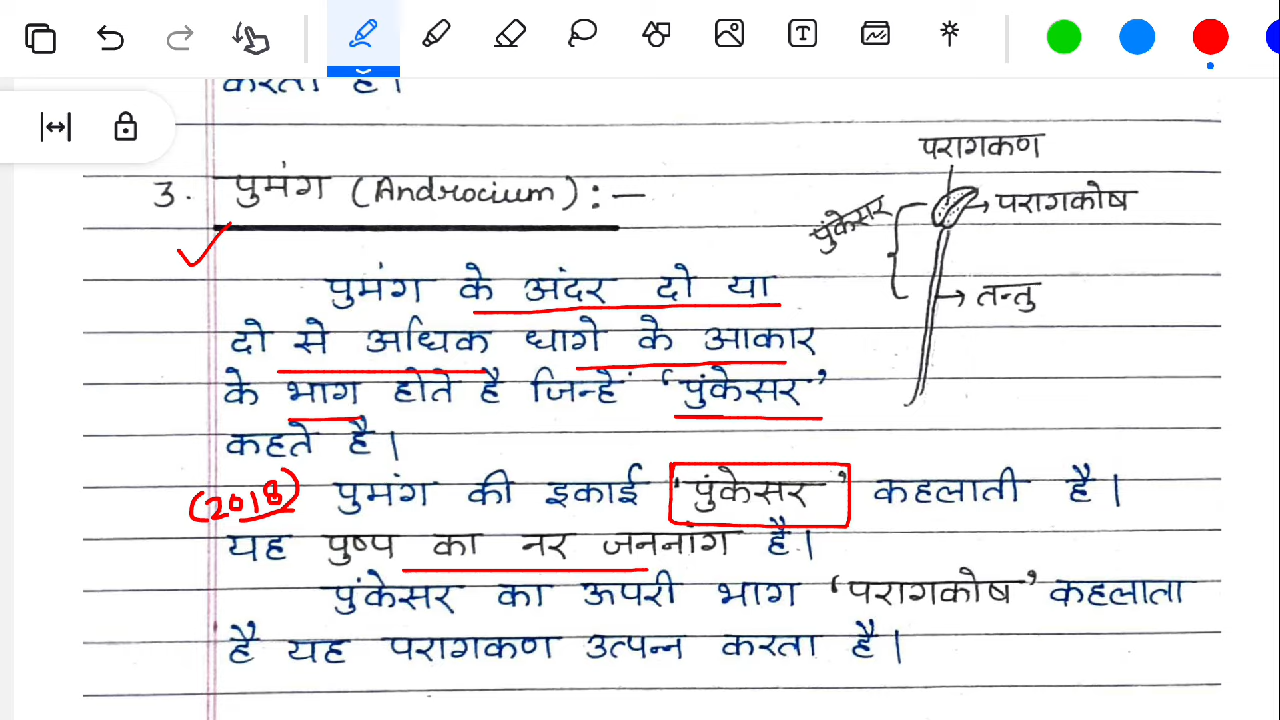 करता है।
3. पुमंग (Androcium) : –
परागकण
परागकोष
पुंकेसर
तन्तु
पुमंग के अंदर दो या
दो से अधिक धागे के आकार
के भाग होते है जिन्हें 'पुंकेसर'
कहते है।
(2018) पुमंग की इकाई 'पुंकेसर' कहलाती है।
यह पुष्प का नर जननांग है।
पुंकेसर का ऊपरी भाग 'परागकोष' कहलाता
है यह परागकण उत्पन्न करता है।